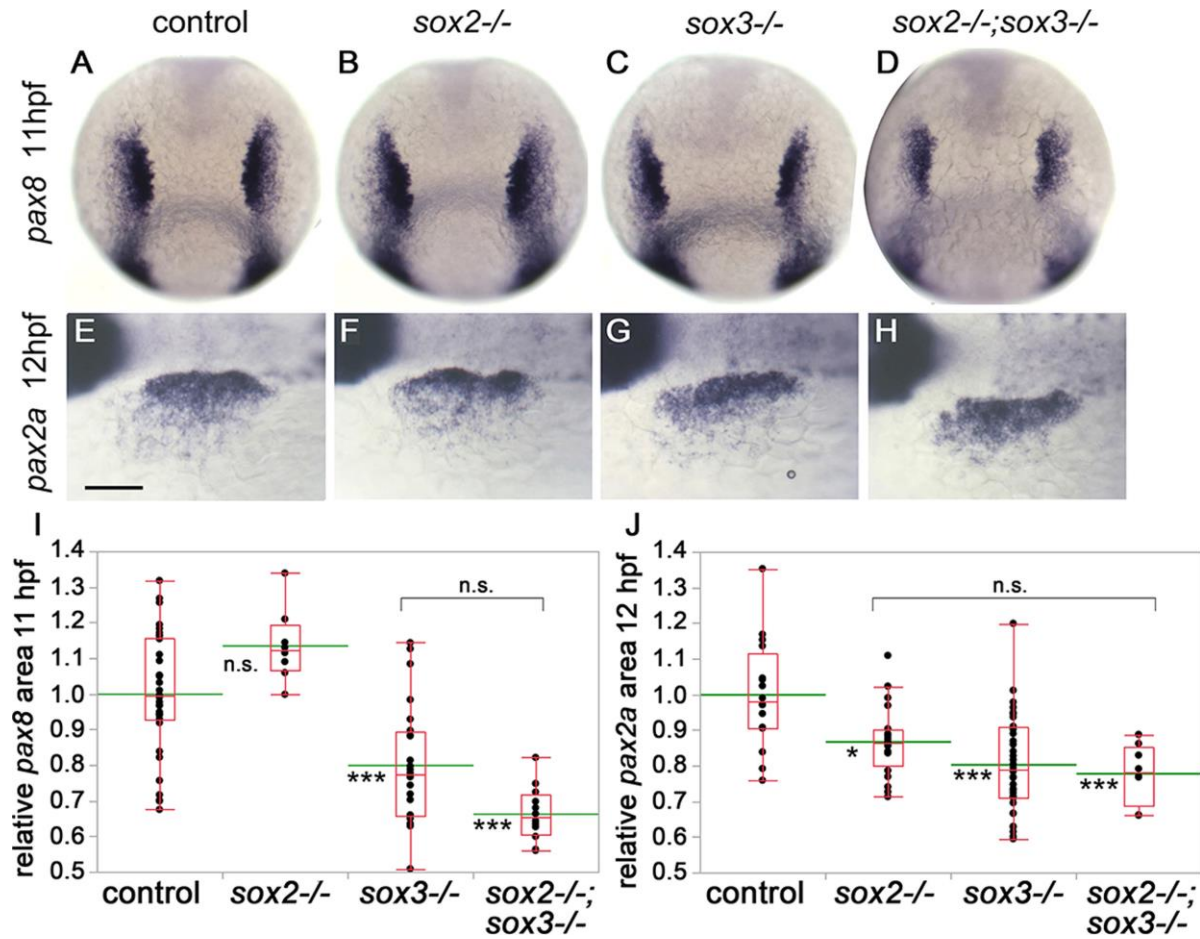 control sox2-/- sox3-/- sox2-/-;sox3-/-
A B C D
pax8 11hpf
E F G H
pax2a 12hpf
I
relative pax8 area 11 hpf
1.4
1.3
1.2
1.1
1.0
0.9
0.8
0.7
0.6
0.5
n.s.
n.s.
***
***
control sox2-/- sox3-/- sox2-/-;
sox3-/-
J
relative pax2a area 12 hpf
1.4
1.3
1.2
1.1
1.0
0.9
0.8
0.7
0.6
0.5
n.s.
*
***
***
control sox2-/- sox3-/- sox2-/-;
sox3-/-